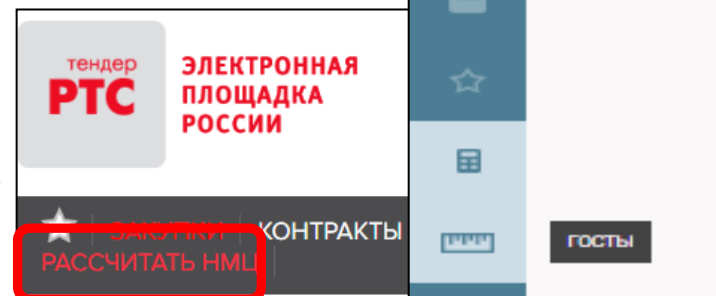 тендер
РТС
ЭЛЕКТРОННАЯ
ПЛОЩАДКА
РОССИИ
ЗАКУПКИ КОНТРАКТЫ
РАССЧИТАТЬ НМЦ
ГОСТЫ